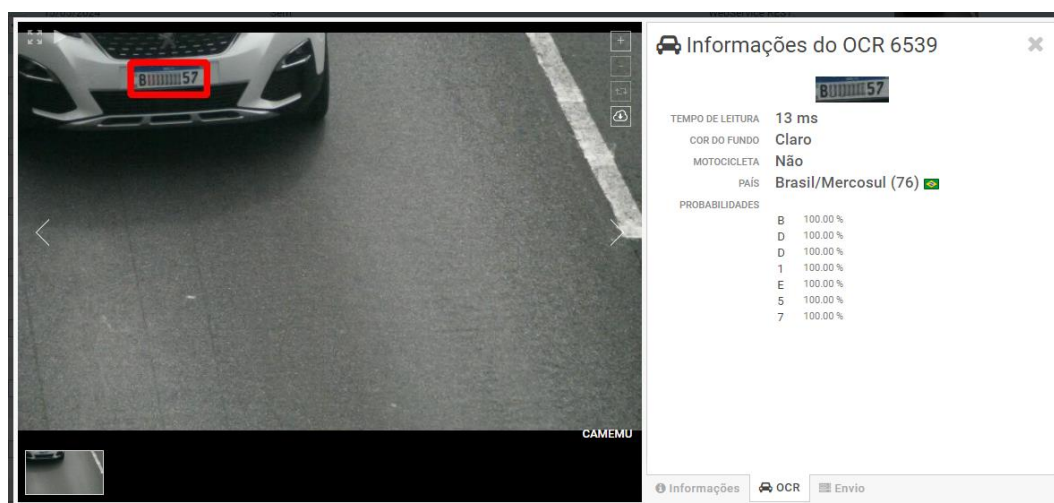 B 57
CAMEMU
Informações do OCR 6539
B 57
TEMPO DE LEITURA 13 ms
COR DO FUNDO Claro
MOTOCICLETA Não
PAÍS Brasil/Mercosul (76)
PROBABILIDADES
B 100.00 %
D 100.00 %
D 100.00 %
1 100.00 %
E 100.00 %
5 100.00 %
7 100.00 %
Informações OCR Envio